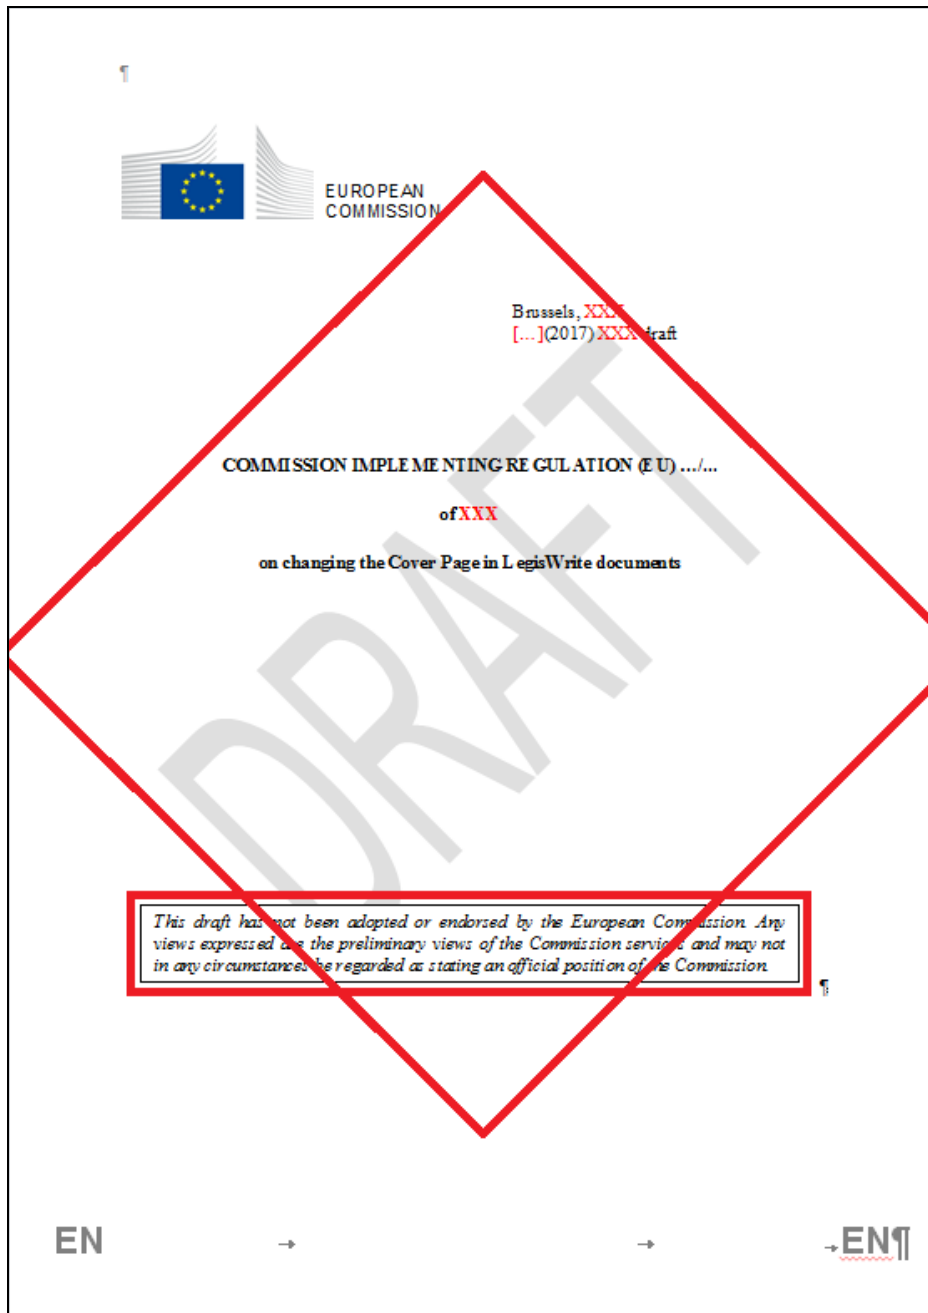 ¶
EUROPEAN
COMMISSION
Brussels, XXX
[…](2017) XXX draft
COMMISSION IMPLEMENTING REGULATION (EU) …/...
of XXX
on changing the Cover Page in LegisWrite documents
DRAFT
This draft has not been adopted or endorsed by the European Commission. Any
views expressed are the preliminary views of the Commission services and may not
in any circumstances be regarded as stating an official position of the Commission.
¶
EN → → →EN¶